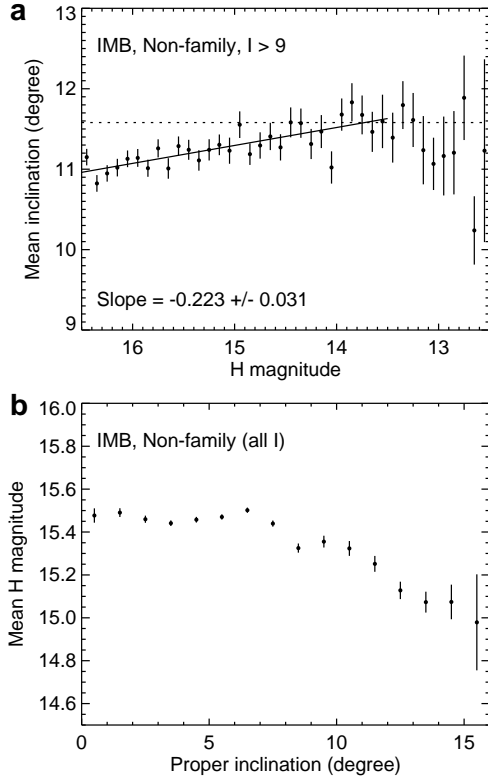 a
IMB, Non-family, I > 9
13
12
11
10
9
Mean inclination (degree)
Slope = -0.223 +/- 0.031
16 15 14 13
H magnitude
b
IMB, Non-family (all I)
16.0
15.8
15.6
15.4
15.2
15.0
14.8
14.6
Mean H magnitude
0 5 10 15
Proper inclination (degree)